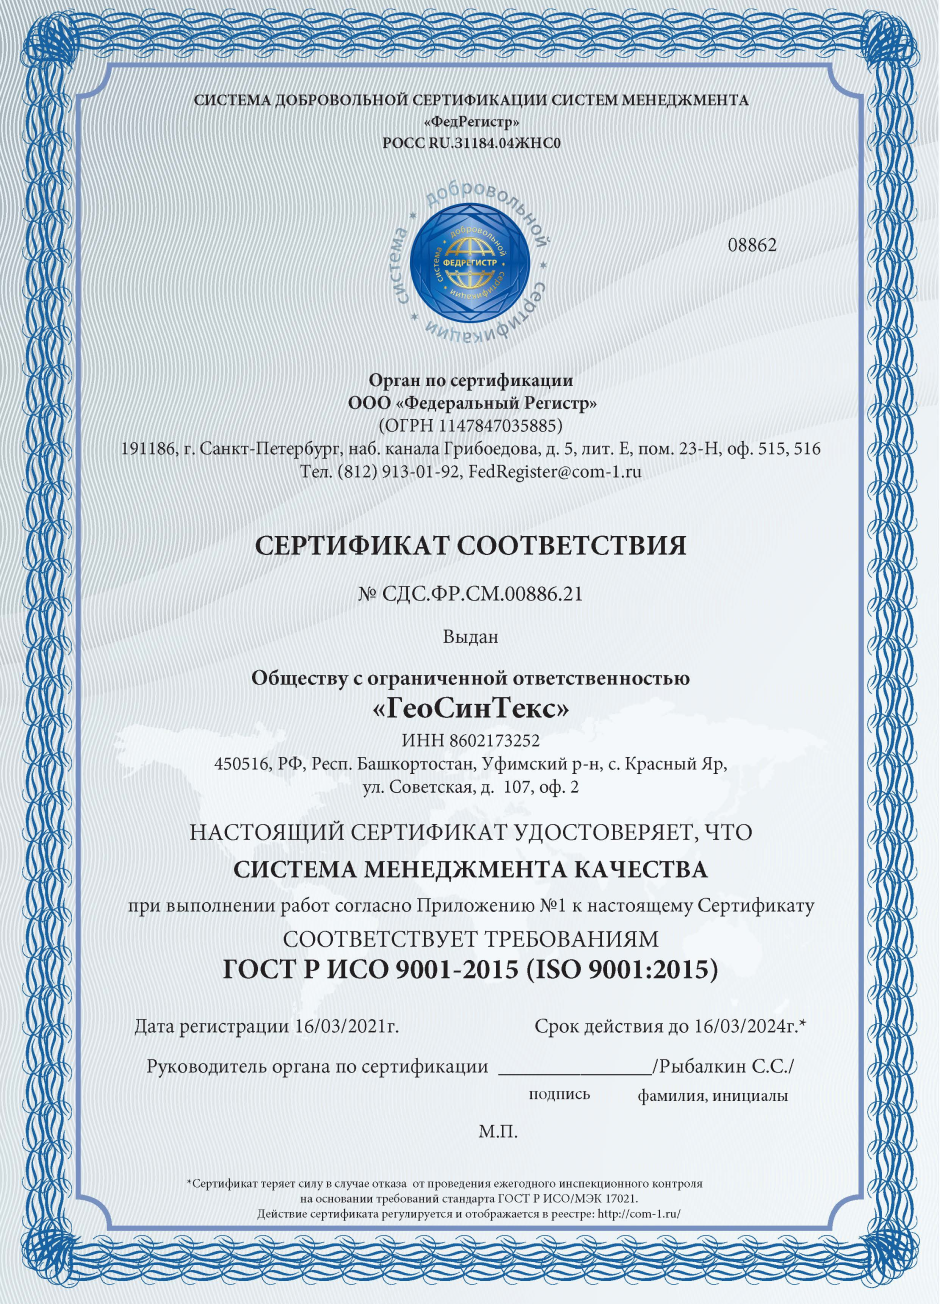 СИСТЕМА ДОБРОВОЛЬНОЙ СЕРТИФИКАЦИИ СИСТЕМ МЕНЕДЖМЕНТА
«ФедРегистр»
РОСС RU.31184.04ЖНС0
система * добровольной * сертификации *
система * добровольной * сертификации *
ФЕДРЕГИСТР
08862
Орган по сертификации
ООО «Федеральный Регистр»
(ОГРН 1147847035885)
191186, г. Санкт-Петербург, наб. канала Грибоедова, д. 5, лит. Е, пом. 23-Н, оф. 515, 516
Тел. (812) 913-01-92, FedRegister@com-1.ru
СЕРТИФИКАТ СООТВЕТСТВИЯ
№ СДС.ФР.СМ.00886.21
Выдан
Обществу с ограниченной ответственностью
«ГеоСинТекс»
ИНН 8602173252
450516, РФ, Респ. Башкортостан, Уфимский р-н, с. Красный Яр,
ул. Советская, д. 107, оф. 2
НАСТОЯЩИЙ СЕРТИФИКАТ УДОСТОВЕРЯЕТ, ЧТО
СИСТЕМА МЕНЕДЖМЕНТА КАЧЕСТВА
при выполнении работ согласно Приложению №1 к настоящему Сертификату
СООТВЕТСТВУЕТ ТРЕБОВАНИЯМ
ГОСТ Р ИСО 9001-2015 (ISO 9001:2015)
Дата регистрации 16/03/2021г. Срок действия до 16/03/2024г.*
Руководитель органа по сертификации _______________/Рыбалкин С.С./
подпись фамилия, инициалы
М.П.
*Сертификат теряет силу в случае отказа от проведения ежегодного инспекционного контроля
на основании требований стандарта ГОСТ Р ИСО/МЭК 17021.
Действие сертификата регулируется и отображается в реестре: http://com-1.ru/